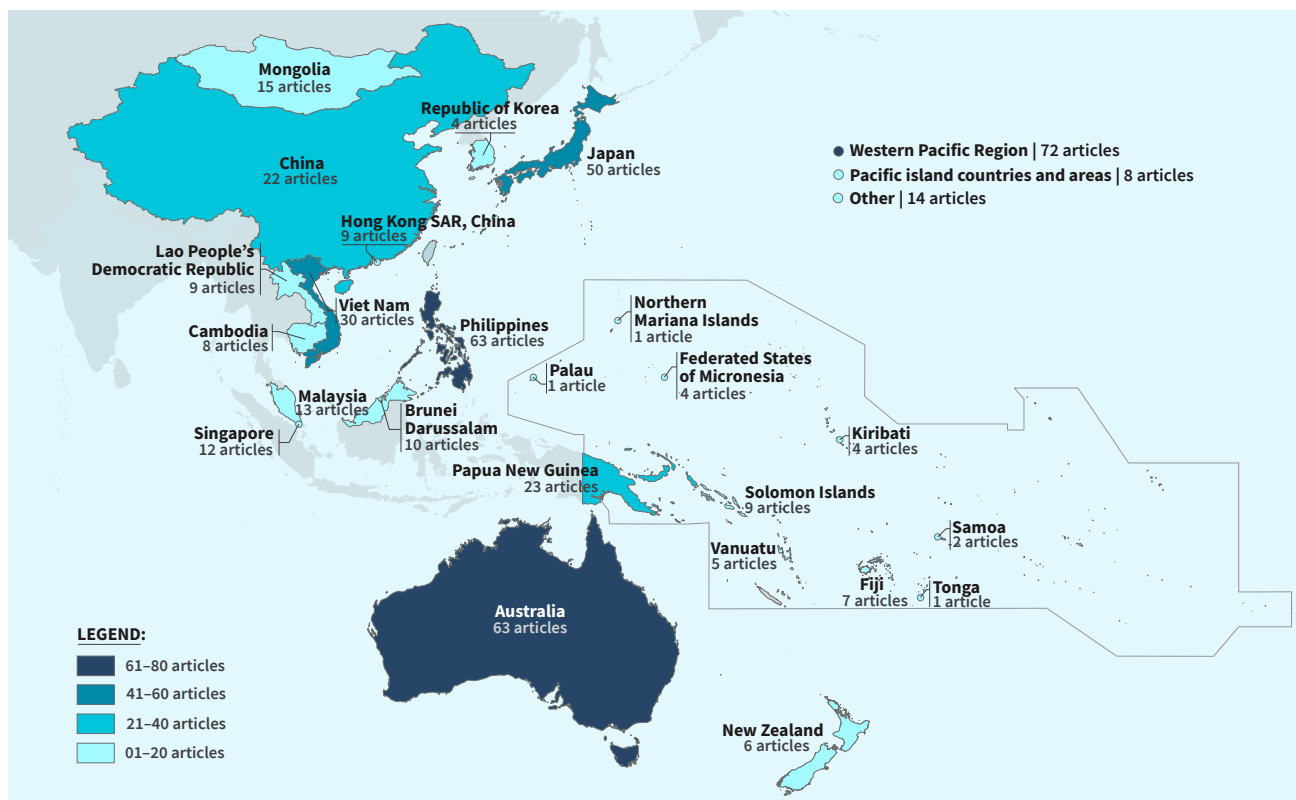 Mongolia
15 articles
Republic of Korea
4 articles
Japan
50 articles
China
22 articles
Hong Kong SAR, China
9 articles
Western Pacific Region | 72 articles
Pacific island countries and areas | 8 articles
Other | 14 articles
Lao People’s
Democratic Republic
9 articles
Viet Nam
30 articles
Cambodia
8 articles
Philippines
63 articles
Northern
Mariana Islands
1 article
Palau
1 article
Federated States
of Micronesia
4 articles
Malaysia
13 articles
Brunei
Darussalam
10 articles
Singapore
12 articles
Kiribati
4 articles
Papua New Guinea
23 articles
Solomon Islands
9 articles
Samoa
2 articles
Vanuatu
5 articles
Fiji
7 articles
Tonga
1 article
Australia
63 articles
LEGEND:
61–80 articles
41–60 articles
21–40 articles
01–20 articles
New Zealand
6 articles